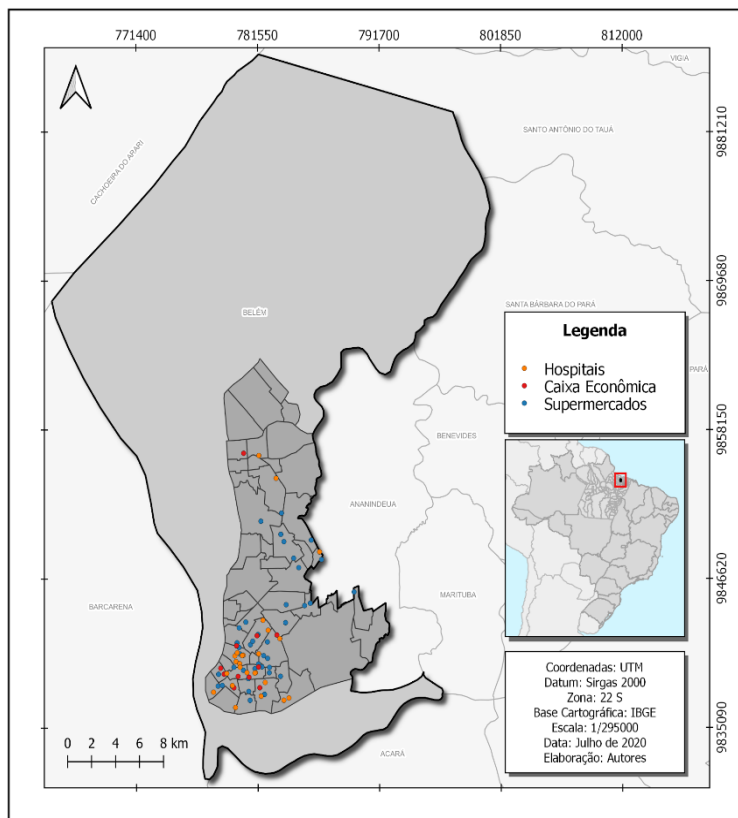 771400
781550
791700
801850
812000
VIGIA
9881210
SANTO ANTÔNIO DO TAUÁ
CACHOEIRA DO ARARI
9869680
SANTA BÁRBARA DO PARÁ
BELÉM
Legenda
Hospitais
Caixa Econômica
Supermercados
PARÁ
9858150
BENEVIDES
ANANINDEUA
9846620
BARCARENA
MARITUBA
Coordenadas: UTM
Datum: Sirgas 2000
Zona: 22 S
Base Cartográfica: IBGE
Escala: 1/295000
Data: Julho de 2020
Elaboração: Autores
9835090
0 2 4 6 8 km
ACARÁ